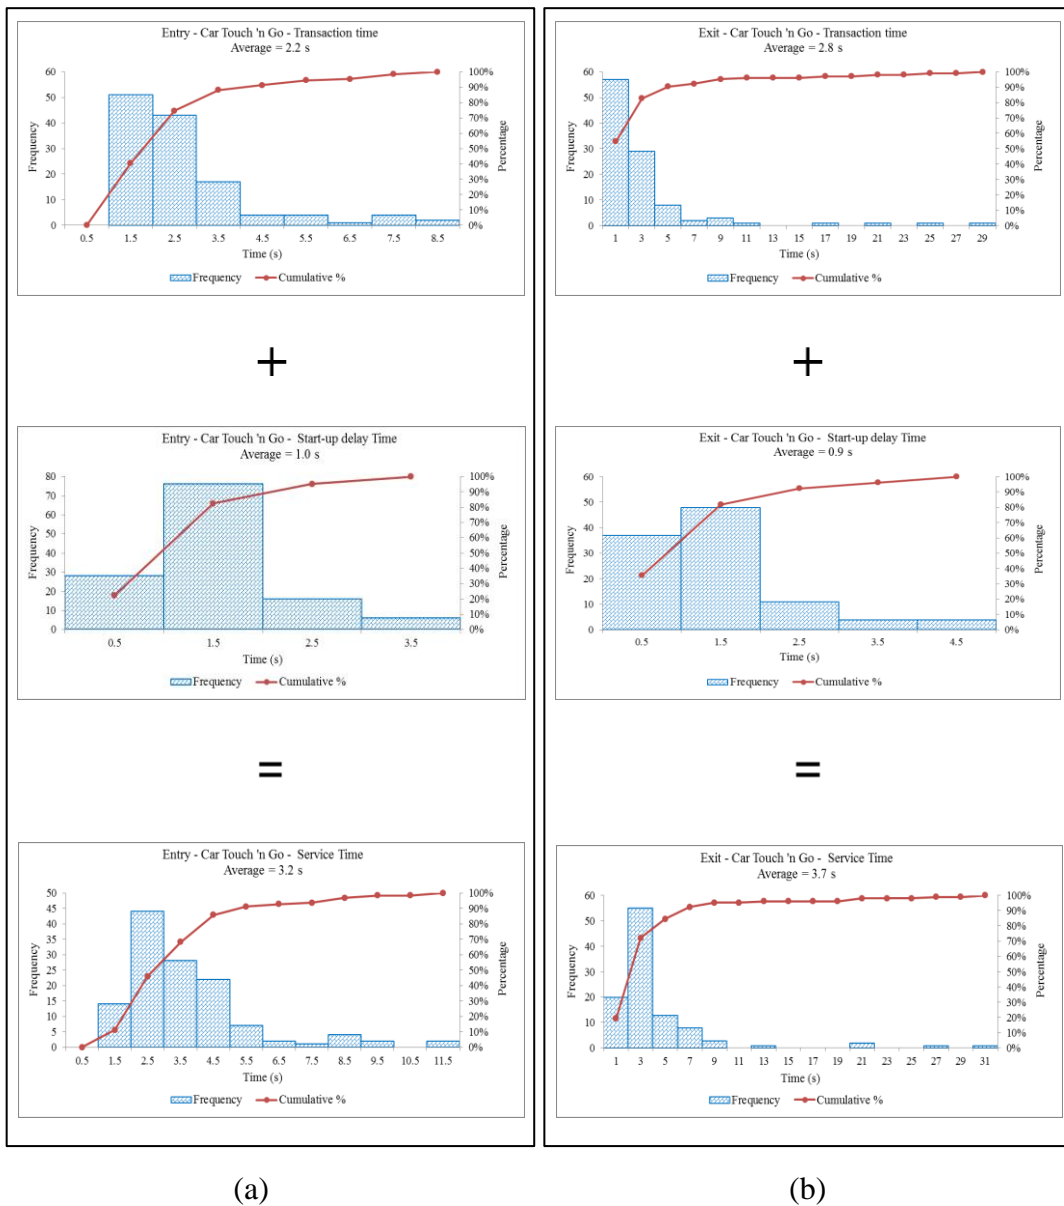 Entry - Car Touch 'n Go - Transaction time
Average = 2.2 s
60
50
40
30
20
10
0
Frequency
100%
90%
80%
70%
60%
50%
40%
30%
20%
10%
0%
Percentage
0.5 1.5 2.5 3.5 4.5 5.5 6.5 7.5 8.5
Time (s)
Frequency Cumulative %
+
Entry - Car Touch 'n Go - Start-up delay Time
Average = 1.0 s
80
70
60
50
40
30
20
10
0
Frequency
100%
90%
80%
70%
60%
50%
40%
30%
20%
10%
0%
Percentage
0.5 1.5 2.5 3.5
Time (s)
Frequency Cumulative %
=
Entry - Car Touch 'n Go - Service Time
Average = 3.2 s
50
45
40
35
30
25
20
15
10
5
0
Frequency
100%
90%
80%
70%
60%
50%
40%
30%
20%
10%
0%
Percentage
0.5 1.5 2.5 3.5 4.5 5.5 6.5 7.5 8.5 9.5 10.5 11.5
Time (s)
Frequency Cumulative %
(a)
Exit - Car Touch 'n Go - Transaction time
Average = 2.8 s
60
50
40
30
20
10
0
Frequency
100%
90%
80%
70%
60%
50%
40%
30%
20%
10%
0%
Percentage
1 3 5 7 9 11 13 15 17 19 21 23 25 27 29
Time (s)
Frequency Cumulative %
+
Exit - Car Touch 'n Go - Start-up delay Time
Average = 0.9 s
60
50
40
30
20
10
0
Frequency
100%
90%
80%
70%
60%
50%
40%
30%
20%
10%
0%
Percentage
0.5 1.5 2.5 3.5 4.5
Time (s)
Frequency Cumulative %
=
Exit - Car Touch 'n Go - Service Time
Average = 3.7 s
60
50
40
30
20
10
0
Frequency
100%
90%
80%
70%
60%
50%
40%
30%
20%
10%
0%
Percentage
1 3 5 7 9 11 13 15 17 19 21 23 25 27 29 31
Time (s)
Frequency Cumulative %
(b)